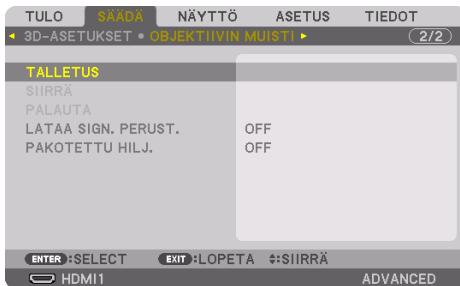 TULO SÄÄDÄ NÄYTTÖ ASETUS TIEDOT
3D-ASETUKSET • OBJEKTIIVIN MUISTI 2/2
TALLETUS
SIIRRÄ
PALAUTA
LATAA SIGN. PERUST. OFF
PAKOTETTU HILJ. OFF
ENTER :SELECT EXIT :LOPETA :SIIRRÄ
HDMI1 ADVANCED